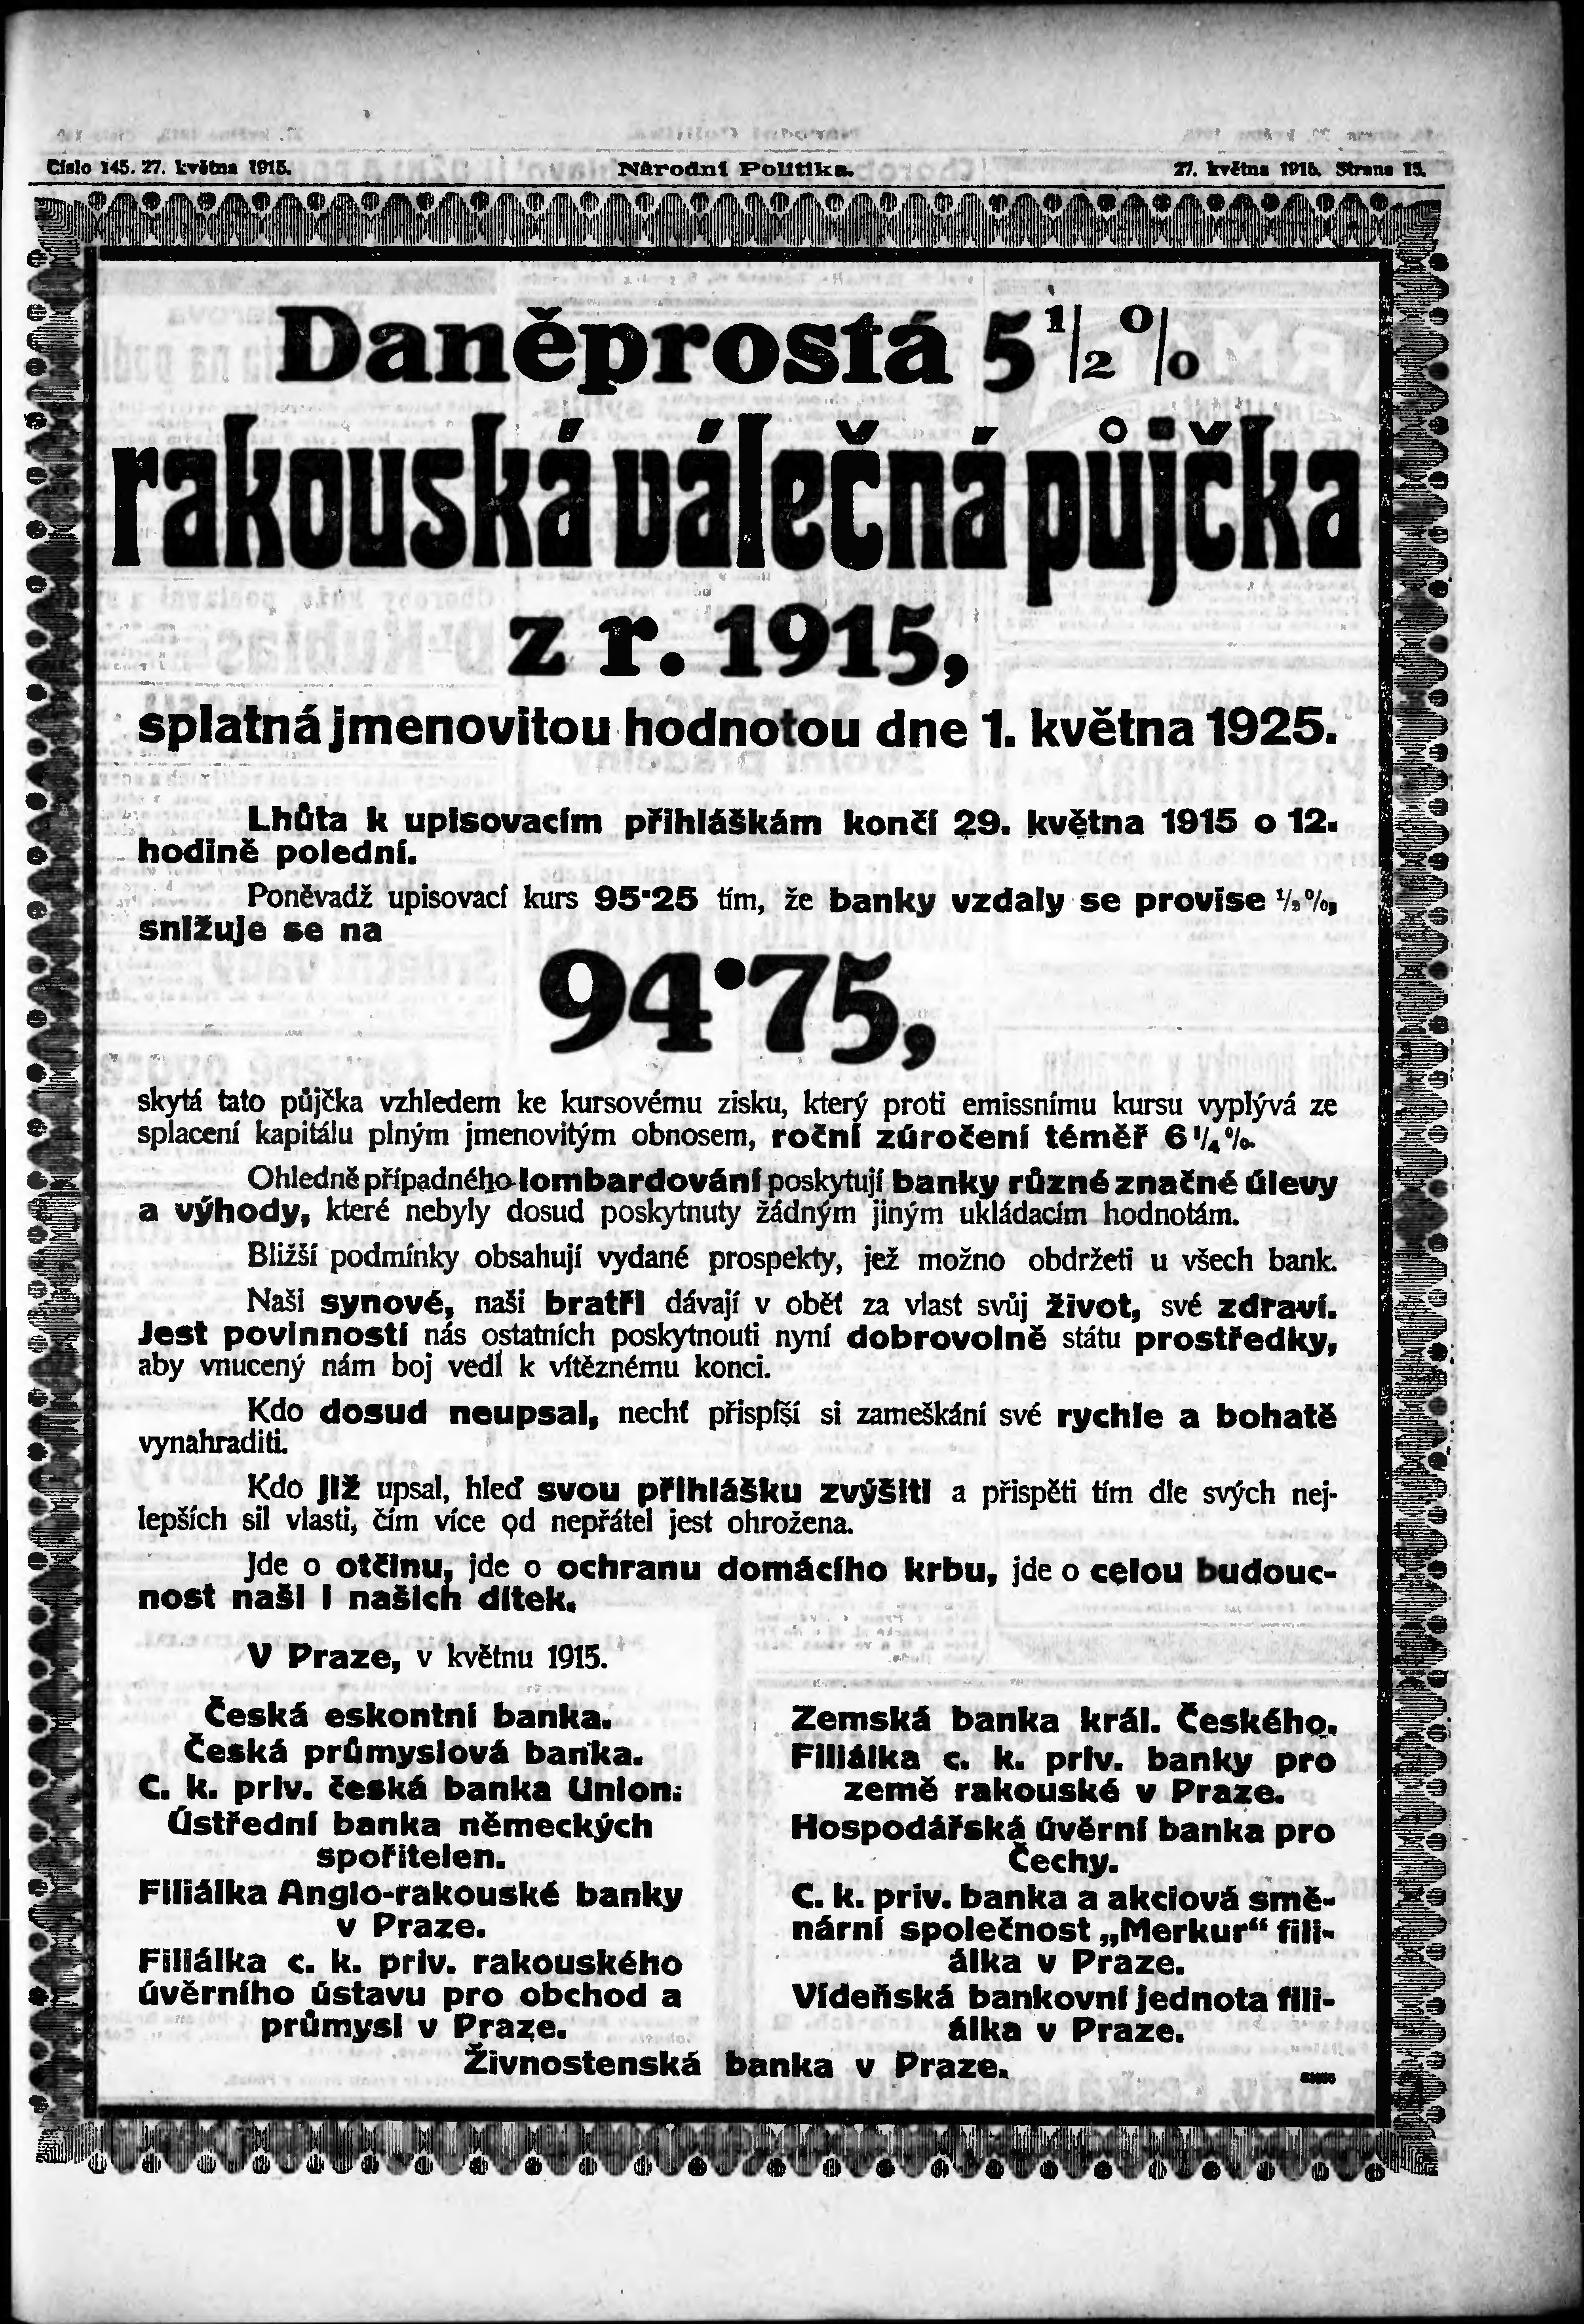 Číslo 145. 27. května 1915.
Národní Politika.
27. května 1915. Strana 15.
Daněprostá 5 1/2 %
rakouská válečná půjčka
z r. 1915,
splatná jmenovitou hodnotou dne 1. května 1925.
Lhůta k upisovacím přihláškám končí 29. května 1915 o 12.
hodině polední.
Poněvadž upisovací kurs 95·25 tím, že banky vzdaly se provise ½%,
snižuje se na
94·75,
skytá tato půjčka vzhledem ke kursovému zisku, který proti emissnímu kursu vyplývá ze
splacení kapitálu plným jmenovitým obnosem, roční zúročení téměř 6¼%.
Ohledně případného lombardování poskytují banky různé značné úlevy
a výhody, které nebyly dosud poskytnuty žádným jiným ukládacím hodnotám.
Bližší podmínky obsahují vydané prospekty, jež možno obdržeti u všech bank.
Naši synové, naši bratři dávají v oběť za vlast svůj život, své zdraví.
Jest povinností nás ostatních poskytnouti nyní dobrovolně státu prostředky,
aby vnucený nám boj vedl k vítěznému konci.
Kdo dosud neupsal, nechť přispíší si zameškání své rychle a bohatě
vynahraditi.
Kdo již upsal, hleď svou přihlášku zvýšiti a přispěti tím dle svých nej-
lepších sil vlasti, čím více od nepřátel jest ohrožena.
Jde o otčinu, jde o ochranu domácího krbu, jde o celou budouc-
nost naši i našich dítek.
V Praze, v květnu 1915.
Česká eskontní banka.
Česká průmyslová banka.
C. k. priv. česká banka Union.
Ústřední banka německých
spořitelen.
Filiálka Anglo-rakouské banky
v Praze.
Filiálka c. k. priv. rakouského
úvěrního ústavu pro obchod a
průmysl v Praze.
Zemská banka král. Českého.
Filiálka c. k. priv. banky pro
země rakouské v Praze.
Hospodářská úvěrní banka pro
Čechy.
C. k. priv. banka a akciová smě-
nární společnost „Merkur“ fili-
álka v Praze.
Vídeňská bankovní jednota fili-
álka v Praze.
Živnostenská banka v Praze.